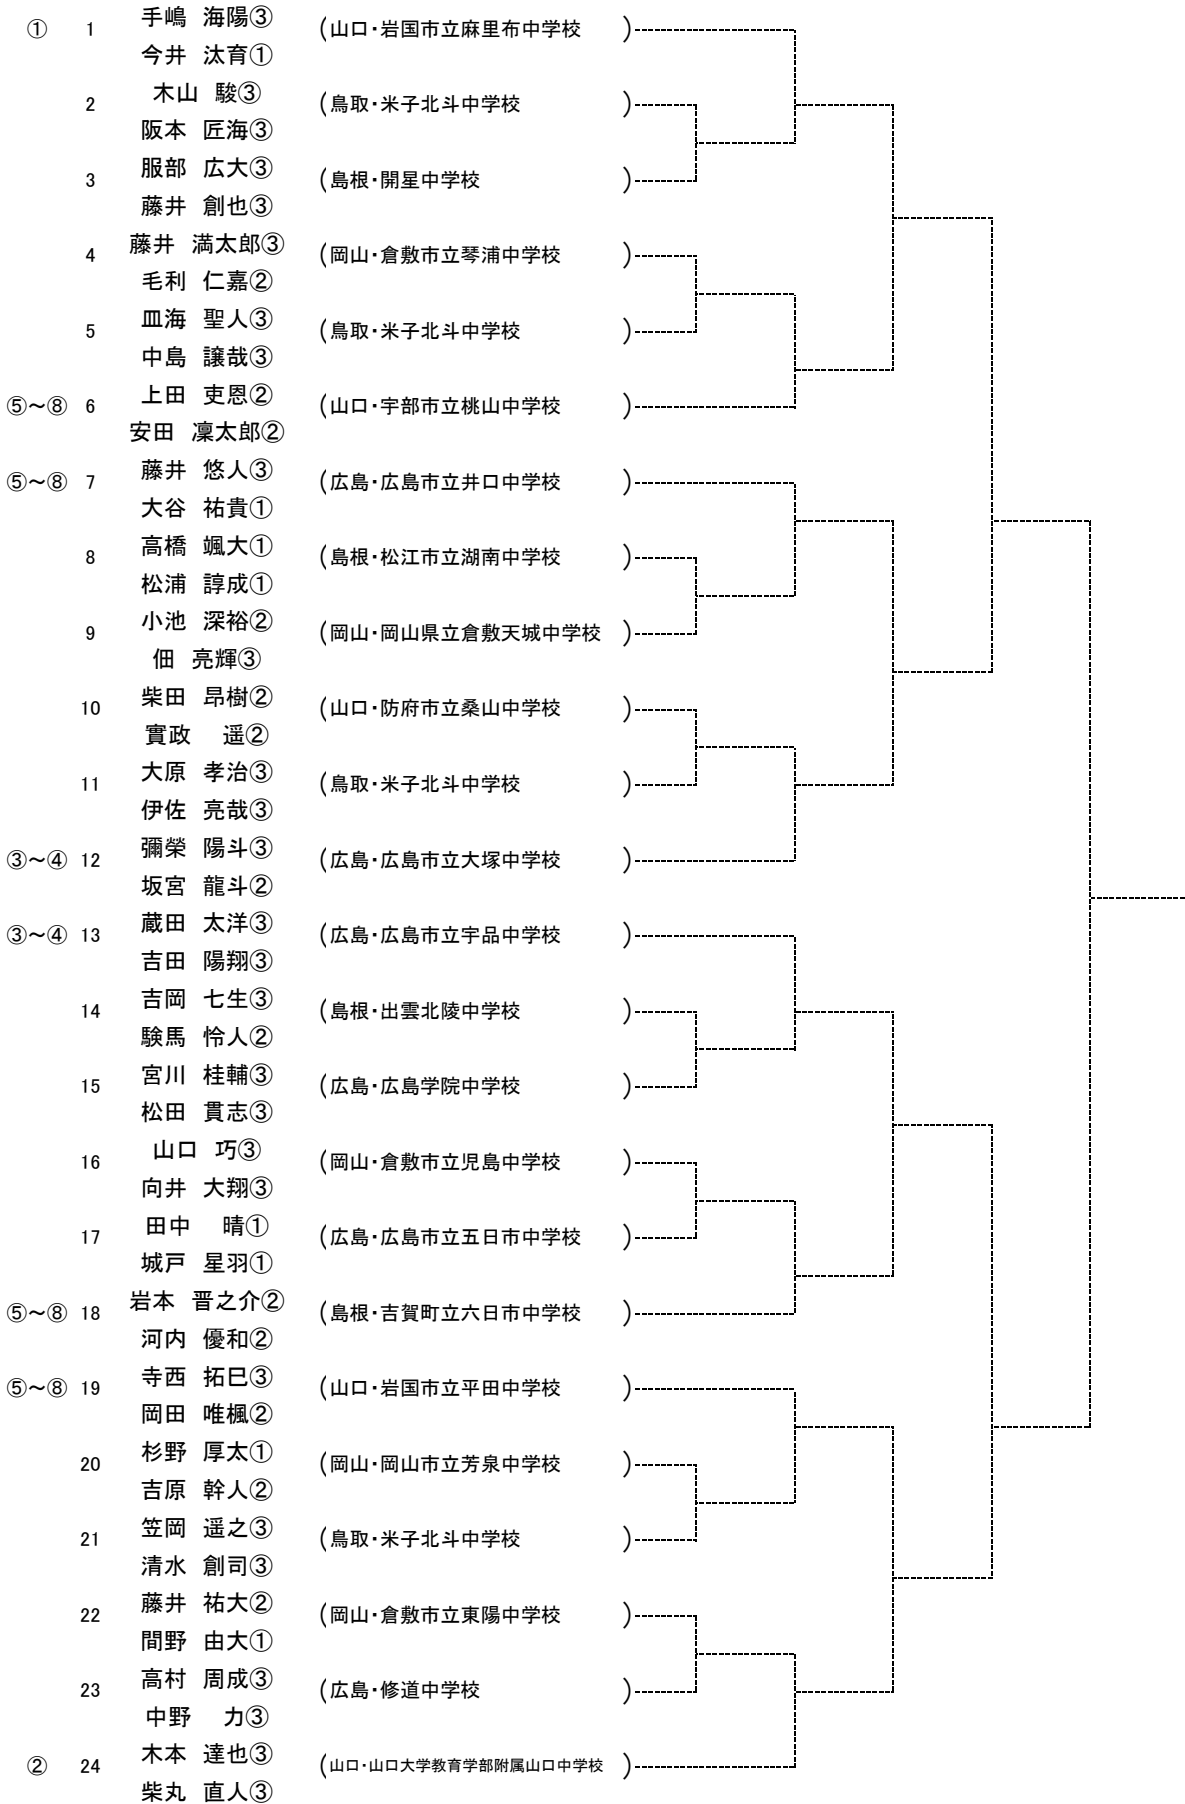 手嶋 海陽③
① 1 (山口・岩国市立麻里布中学校 )
今井 汰育①
木山 駿③
2 (鳥取・米子北斗中学校 )
阪本 匠海③
服部 広大③
3 (島根・開星中学校 )
藤井 創也③
藤井 満太郎③
4 (岡山・倉敷市立琴浦中学校 )
毛利 仁嘉②
皿海 聖人③
5 (鳥取・米子北斗中学校 )
中島 譲哉③
上田 吏恩②
⑤～⑧ 6 (山口・宇部市立桃山中学校 )
安田 凜太郎②
藤井 悠人③
⑤～⑧ 7 (広島・広島市立井口中学校 )
大谷 祐貴①
高橋 颯大①
8 (島根・松江市立湖南中学校 )
松浦 諄成①
小池 深裕②
9 (岡山・岡山県立倉敷天城中学校 )
佃 亮輝③
柴田 昂樹②
10 (山口・防府市立桑山中学校 )
實政 遥②
大原 孝治③
11 (鳥取・米子北斗中学校 )
伊佐 亮哉③
彌榮 陽斗③
③～④ 12 (広島・広島市立大塚中学校 )
坂宮 龍斗②
蔵田 太洋③
③～④ 13 (広島・広島市立宇品中学校 )
吉田 陽翔③
吉岡 七生③
14 (島根・出雲北陵中学校 )
験馬 怜人②
宮川 桂輔③
15 (広島・広島学院中学校 )
松田 貫志③
山口 巧③
16 (岡山・倉敷市立児島中学校 )
向井 大翔③
田中 晴①
17 (広島・広島市立五日市中学校 )
城戸 星羽①
岩本 晋之介②
⑤～⑧ 18 (島根・吉賀町立六日市中学校 )
河内 優和②
寺西 拓巳③
⑤～⑧ 19 (山口・岩国市立平田中学校 )
岡田 唯楓②
杉野 厚太①
20 (岡山・岡山市立芳泉中学校 )
吉原 幹人②
笠岡 遥之③
21 (鳥取・米子北斗中学校 )
清水 創司③
藤井 祐大②
22 (岡山・倉敷市立東陽中学校 )
間野 由大①
高村 周成③
23 (広島・修道中学校 )
中野 力③
木本 達也③
② 24 (山口・山口大学教育学部附属山口中学校 )
柴丸 直人③